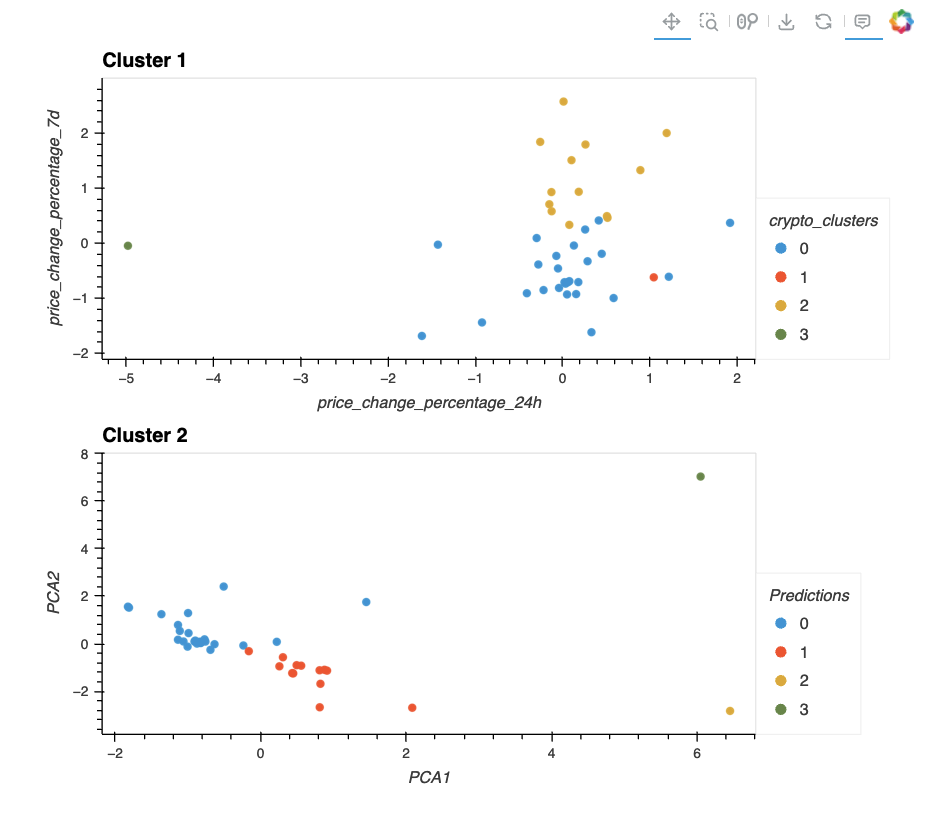 Cluster 1
price_change_percentage_7d
2
1
0
−1
−2
−5 −4 −3 −2 −1 0 1 2
price_change_percentage_24h
crypto_clusters
0
1
2
3
Cluster 2
PCA2
8
6
4
2
0
−2
−2 0 2 4 6
PCA1
Predictions
0
1
2
3